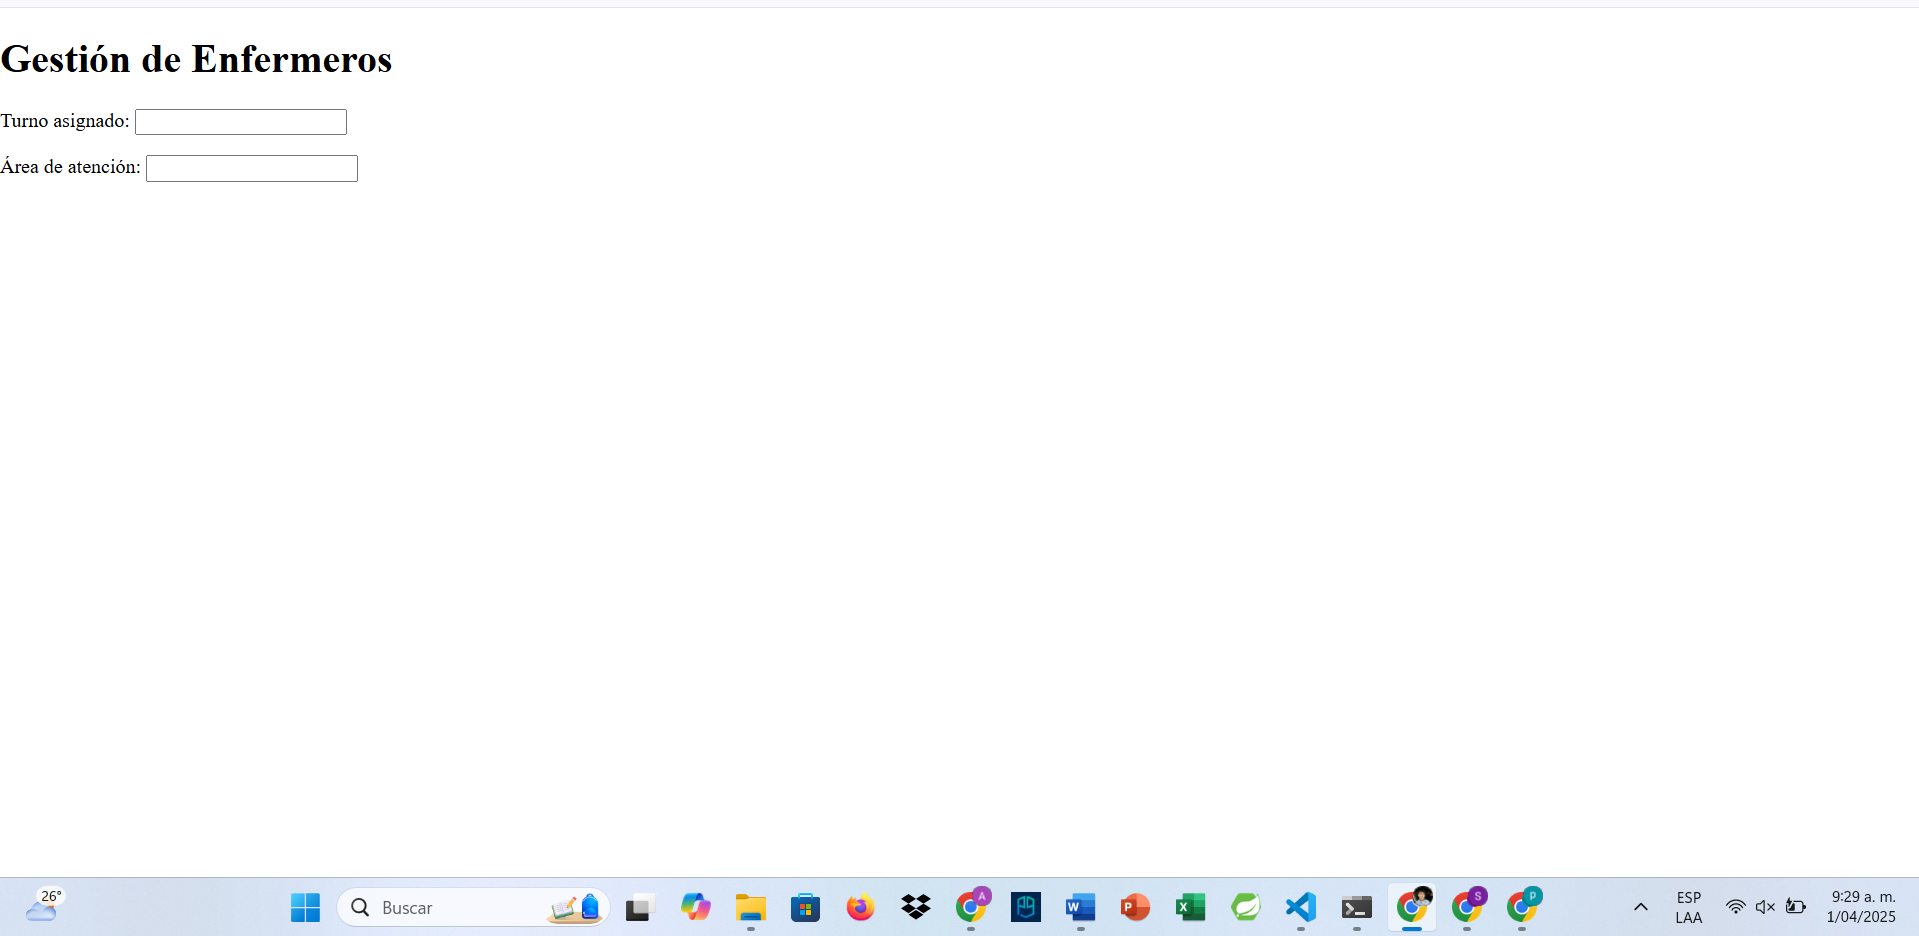 Gestión de Enfermeros
Turno asignado:
Área de atención:
26°
Buscar
A
W
P
X
S
P
ESP
LAA
9:29 a. m.
1/04/2025